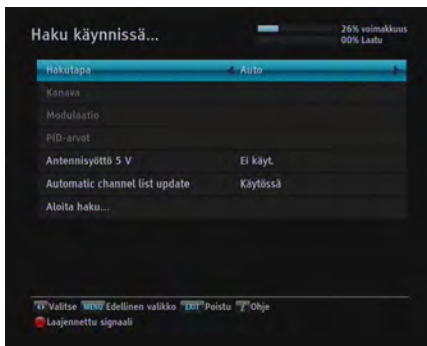 Haku käynnissä...
26% voimakkuus
00% Laatu
Hakutapa Auto
Kanava
Modulaatio
PID-arvot
Antennisyöttö 5 V Ei käyt.
Automatic channel list update Käytössä
Aloita haku...
Valitse MENU Edellinen valikko EXIT Poistu i Ohje
Laajennettu signaali